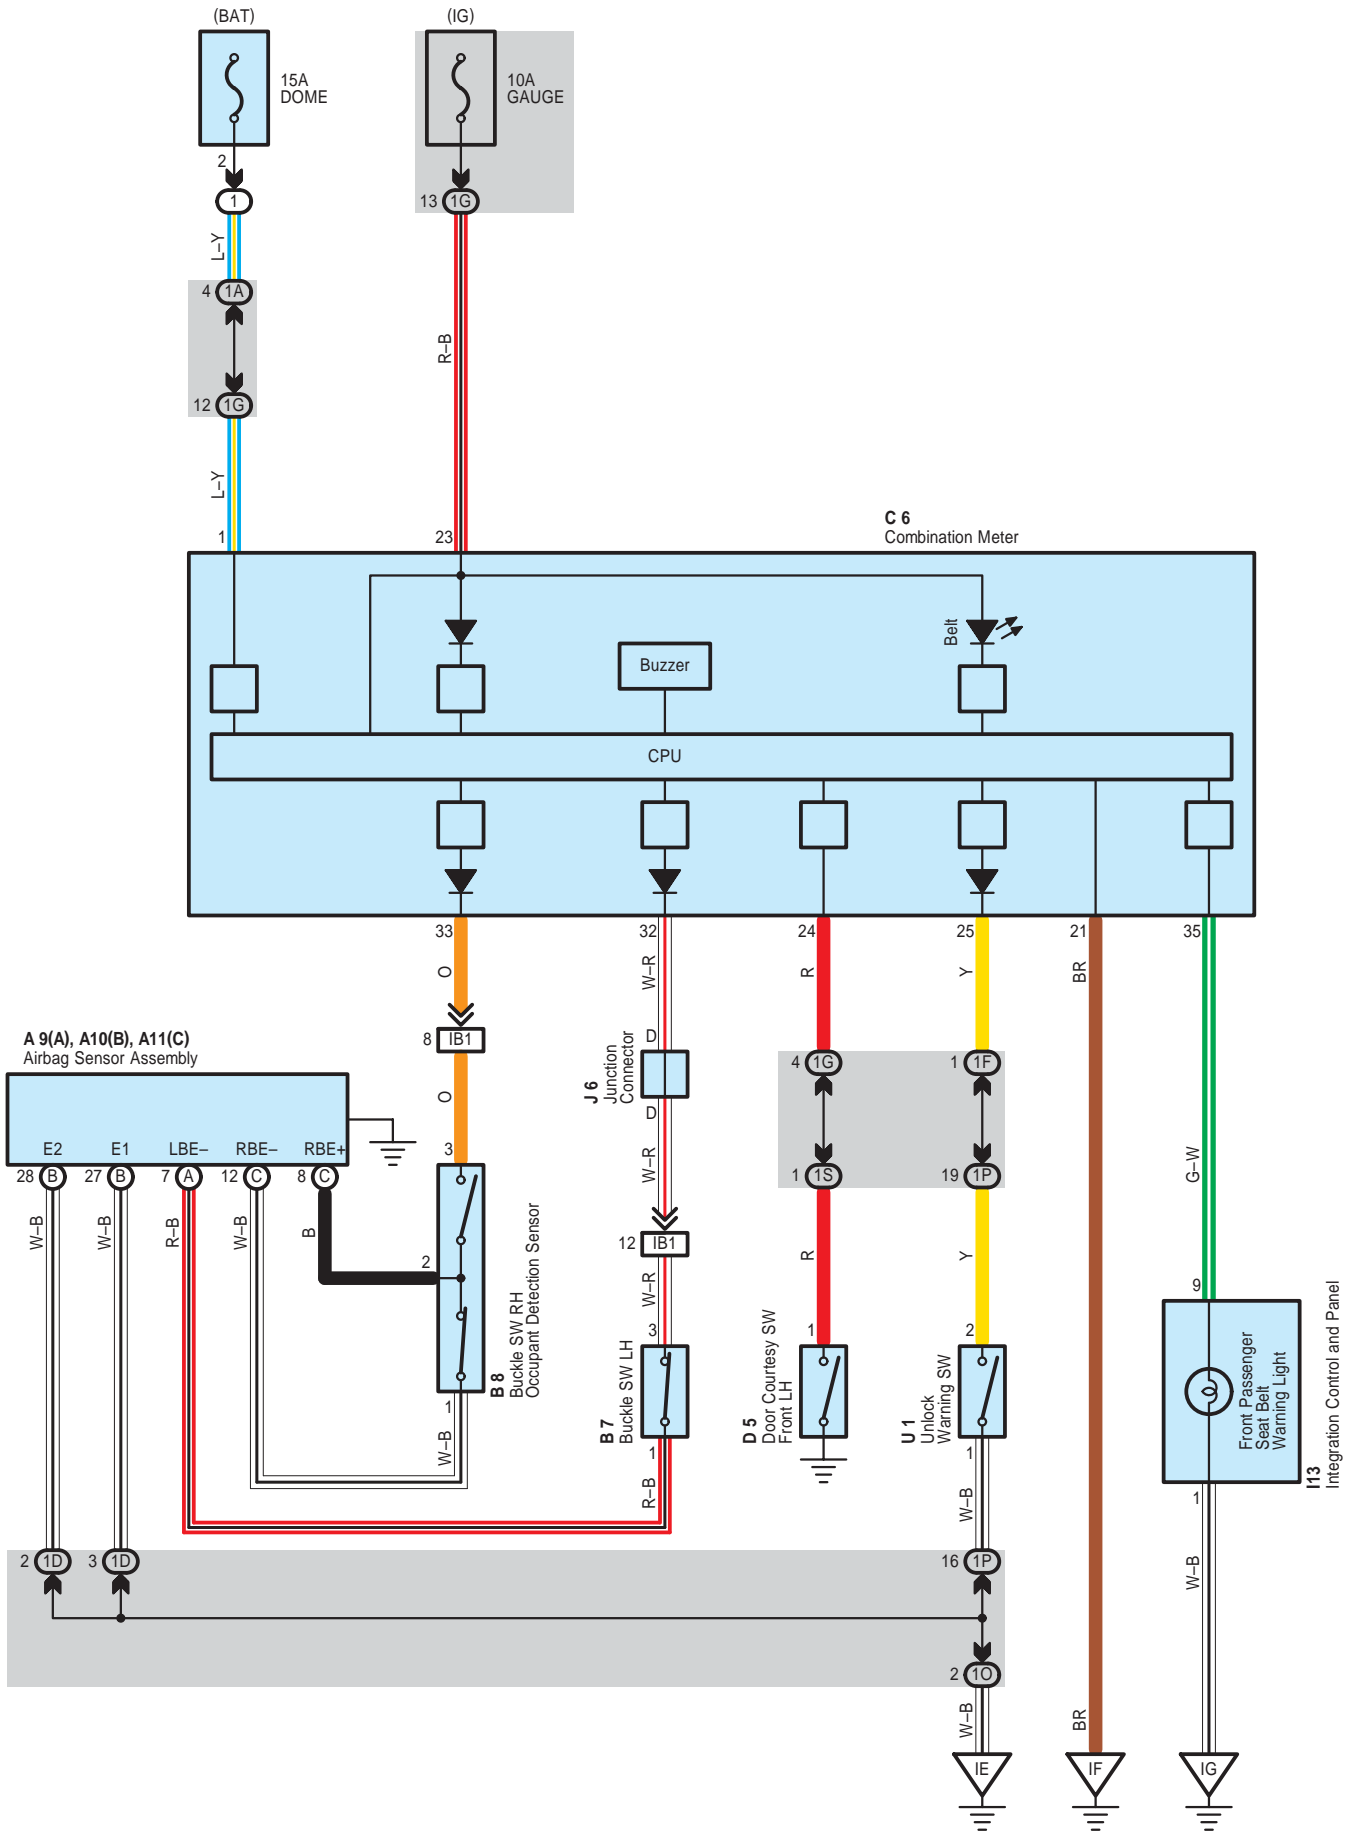 (BAT)
(IG)
15A
DOME
10A
GAUGE
2
1
13
1G
L–Y
4
1A
R–B
12
1G
L–Y
C 6
Combination Meter
1
23
Belt
Buzzer
CPU
33
32
24
25
21
35
O
W–R
R
Y
BR
A 9(A), A10(B), A11(C)
Airbag Sensor Assembly
8
IB1
D
J 6
Junction
Connector
D
4
1G
1
1F
O
W–R
G–W
E2
E1
LBE–
RBE–
RBE+
3
28
B
27
B
7
A
12
C
8
C
1
1S
19
1P
W–B
W–B
R–B
W–B
B
2
12
IB1
R
Y
W–R
B 8
Buckle SW RH
Occupant Detection Sensor
9
3
1
2
B 7
Buckle SW LH
D 5
Door Courtesy SW
Front LH
U 1
Unlock
Warning SW
Front Passenger
Seat Belt
Warning Light
I13
Integration Control and Panel
1
W–B
1
R–B
1
W–B
1
W–B
2
1D
3
1D
16
1P
2
1O
W–B
BR
IE
IF
IG